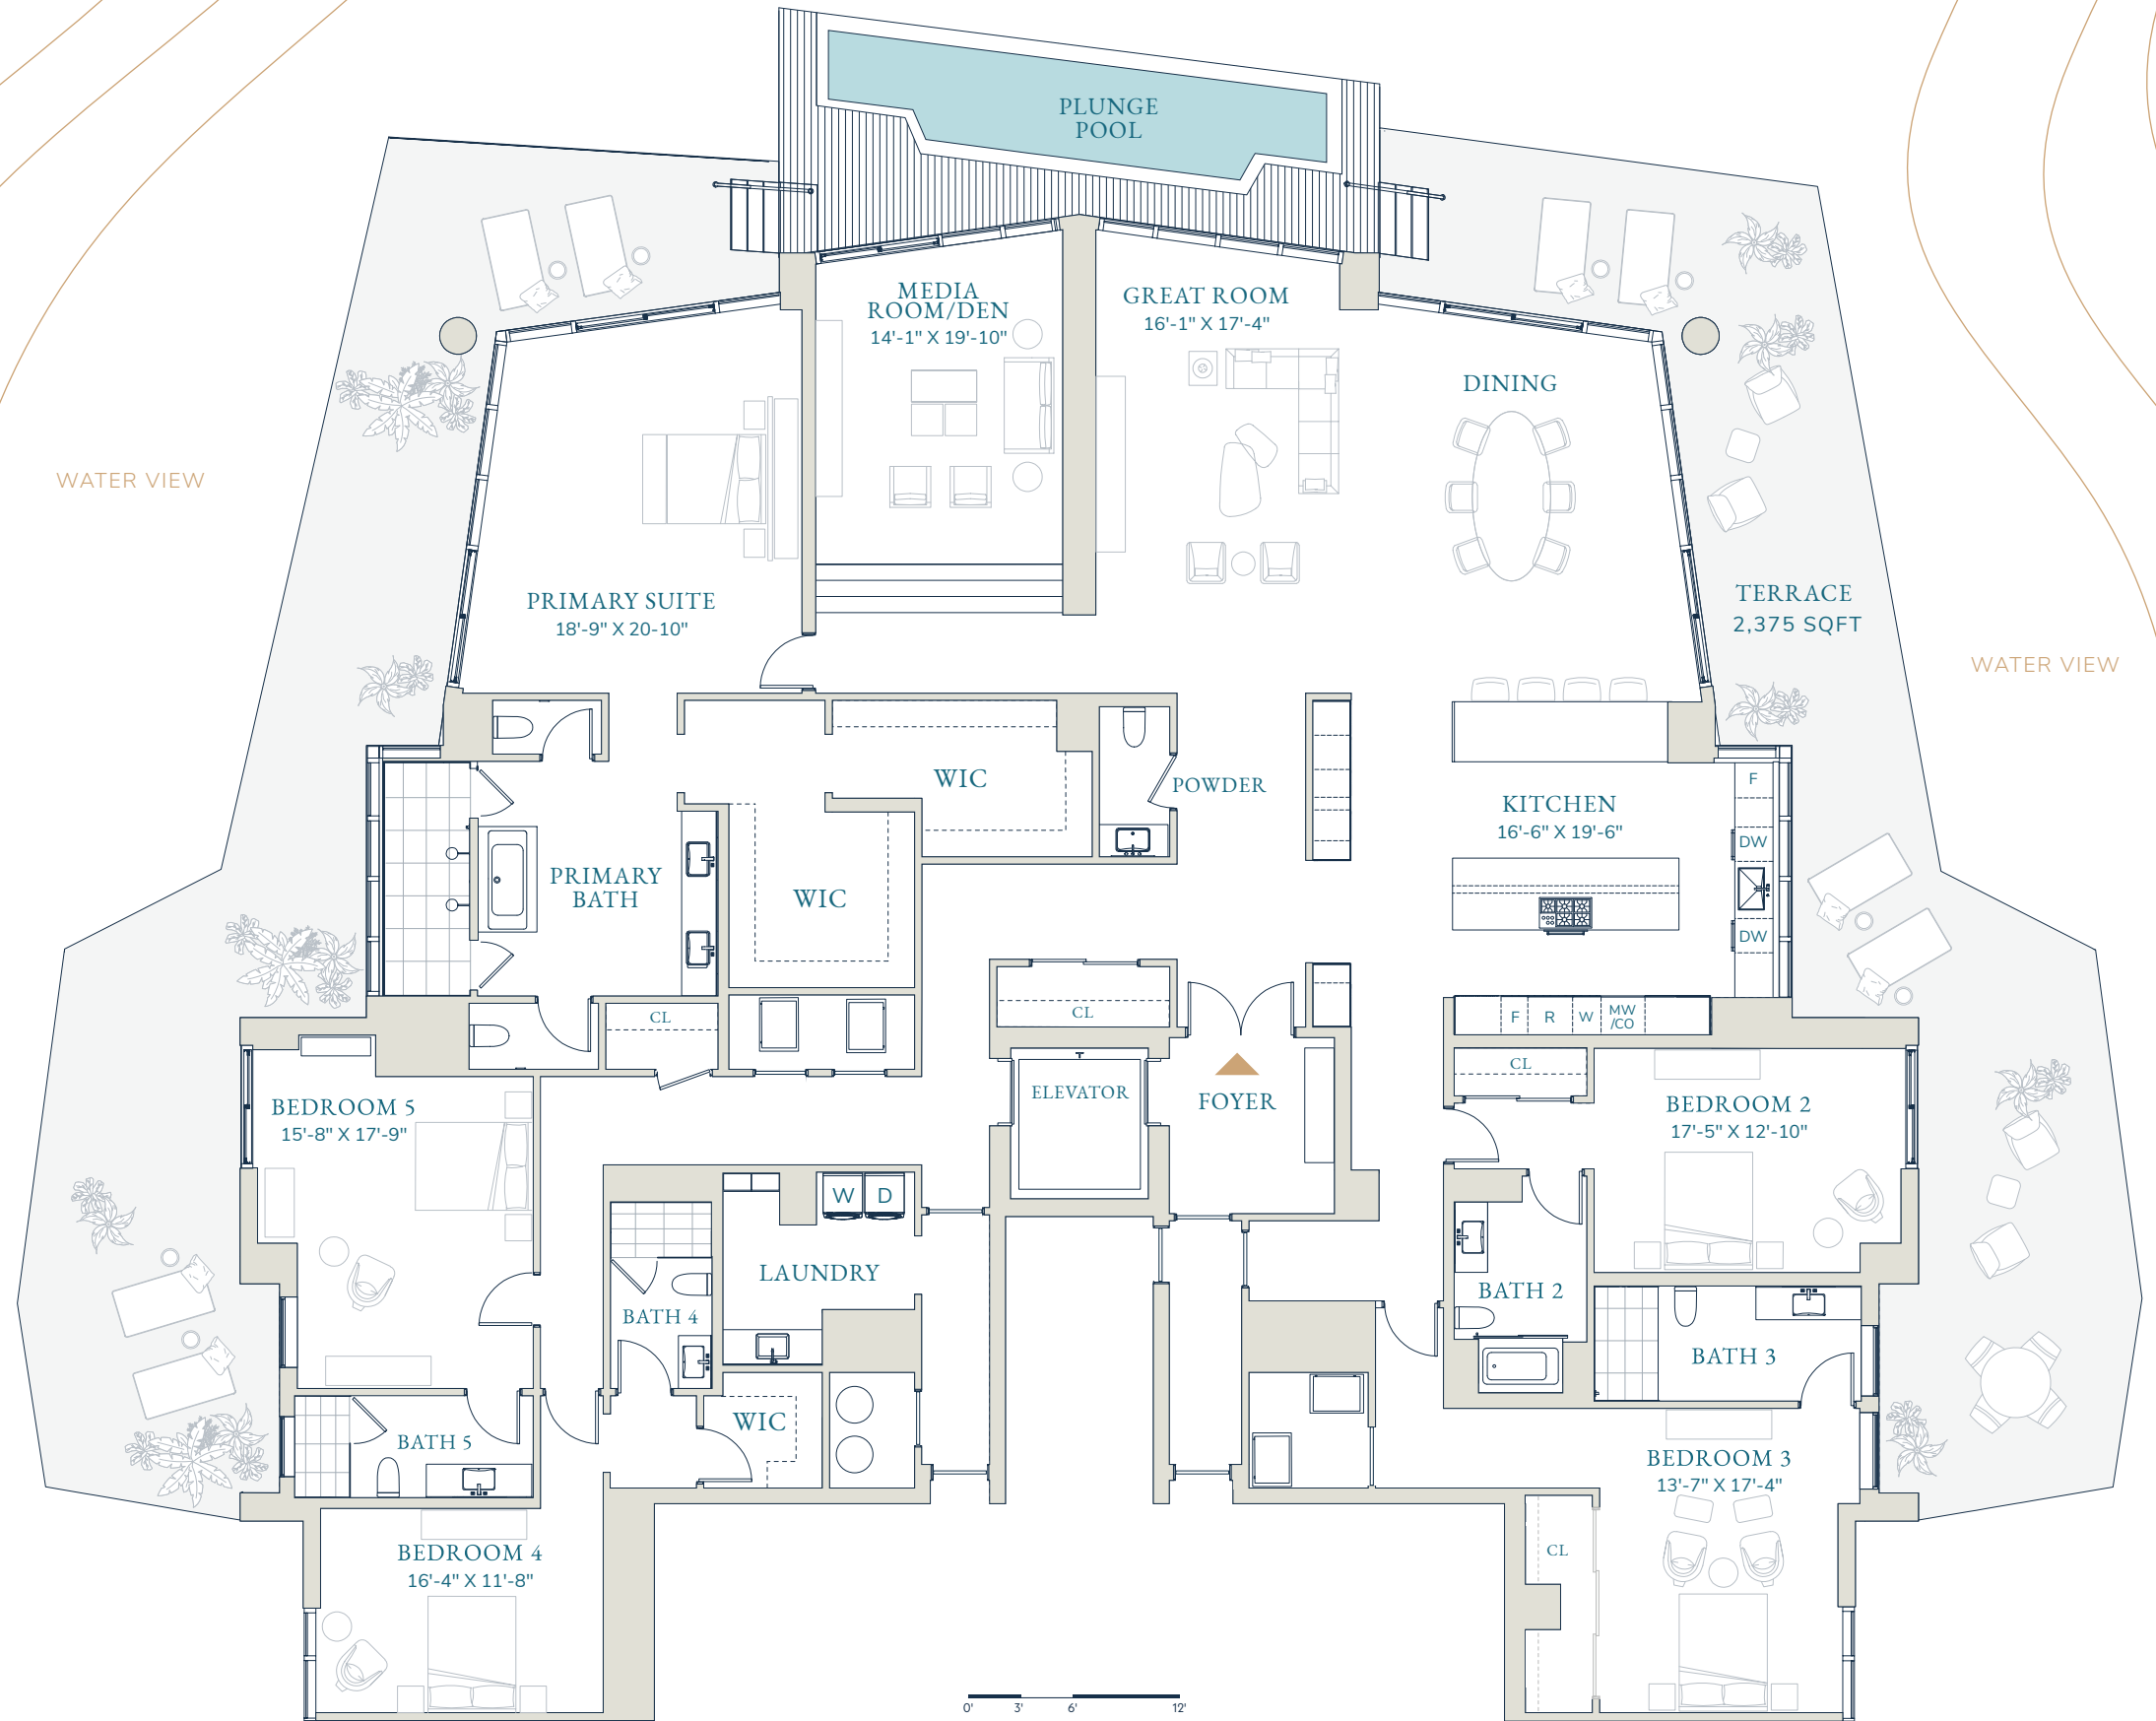 PLUNGE
POOL
MEDIA
ROOM/DEN
14'-1" X 19'-10"
GREAT ROOM
16'-1" X 17'-4"
DINING
WATER VIEW
PRIMARY SUITE
18'-9" X 20-10"
TERRACE
2,375 SQFT
WATER VIEW
WIC
POWDER
KITCHEN
16'-6" X 19'-6"
F
DW
DW
PRIMARY
BATH
WIC
CL
CL
F
R
W
MW
/CO
CL
ELEVATOR
FOYER
BEDROOM 5
15'-8" X 17'-9"
BEDROOM 2
17'-5" X 12'-10"
W
D
LAUNDRY
BATH 4
BATH 2
BATH 3
WIC
BATH 5
BEDROOM 3
13'-7" X 17'-4"
BEDROOM 4
16'-4" X 11'-8"
CL
0'
3'
6'
12'